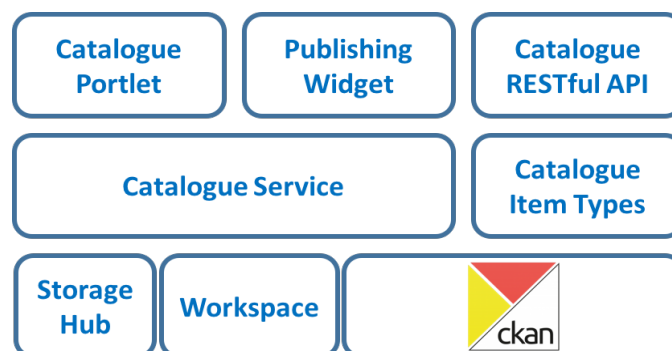 Catalogue
Portlet
Publishing
Widget
Catalogue
RESTful API
Catalogue Service
Catalogue
Item Types
Storage
Hub
Workspace
ckan